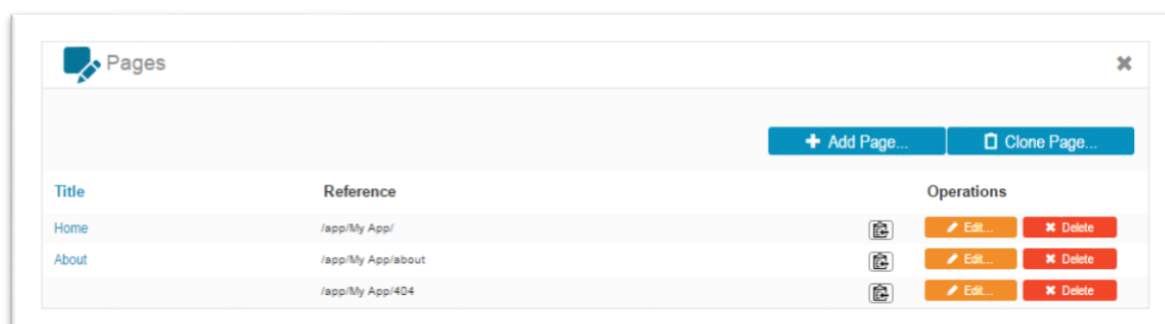 Pages
Add Page... Clone Page...
Title Reference Operations
Home /app/My App/ Edit... Delete
About /app/My App/about Edit... Delete
/app/My App/404 Edit... Delete